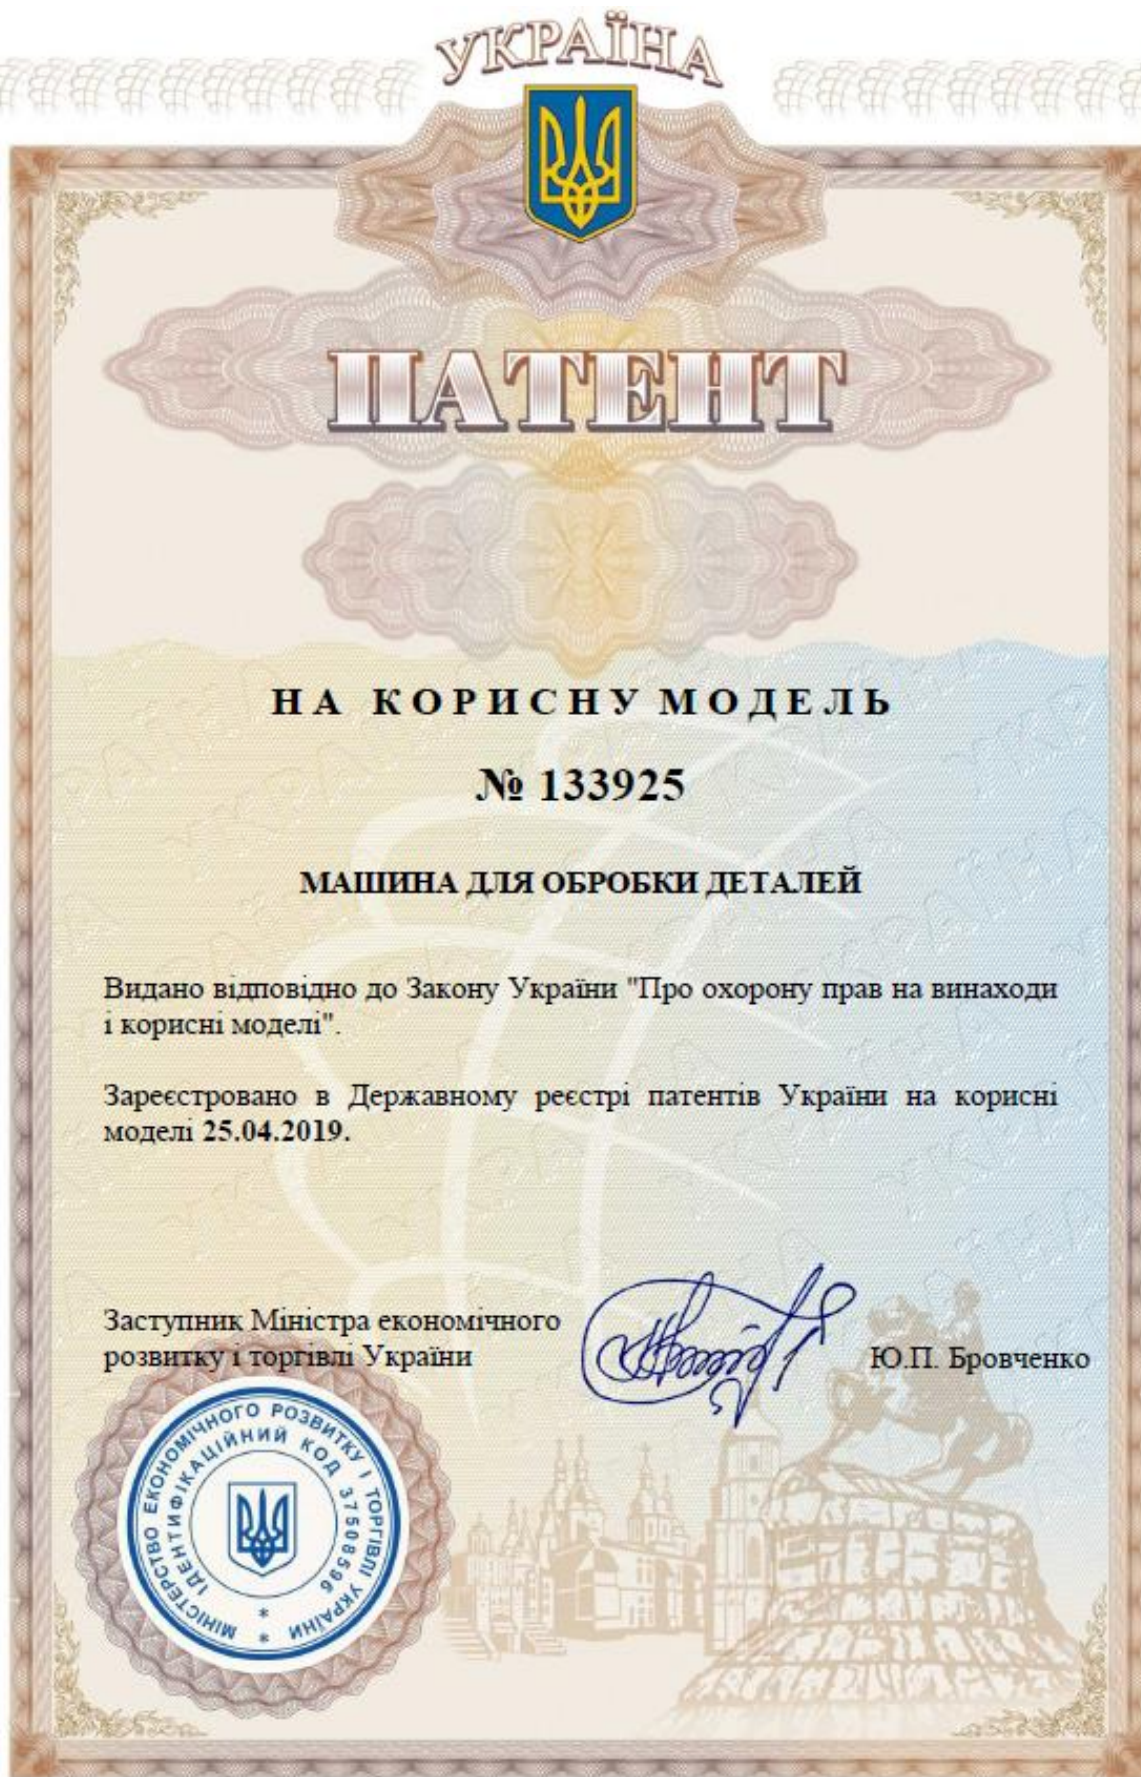 УКРАЇНА
ПАТЕНТ
НА КОРИСНУ МОДЕЛЬ
№ 133925
МАШИНА ДЛЯ ОБРОБКИ ДЕТАЛЕЙ
Видано відповідно до Закону України "Про охорону прав на винаходи
і корисні моделі".
Зареєстровано в Державному реєстрі патентів України на корисні
моделі 25.04.2019.
Заступник Міністра економічного
розвитку і торгівлі України
Ю.П. Бровченко
МІНІСТЕРСТВО ЕКОНОМІЧНОГО РОЗВИТКУ І ТОРГІВЛІ УКРАЇНИ *
ІДЕНТИФІКАЦІЙНИЙ КОД 37508596 *